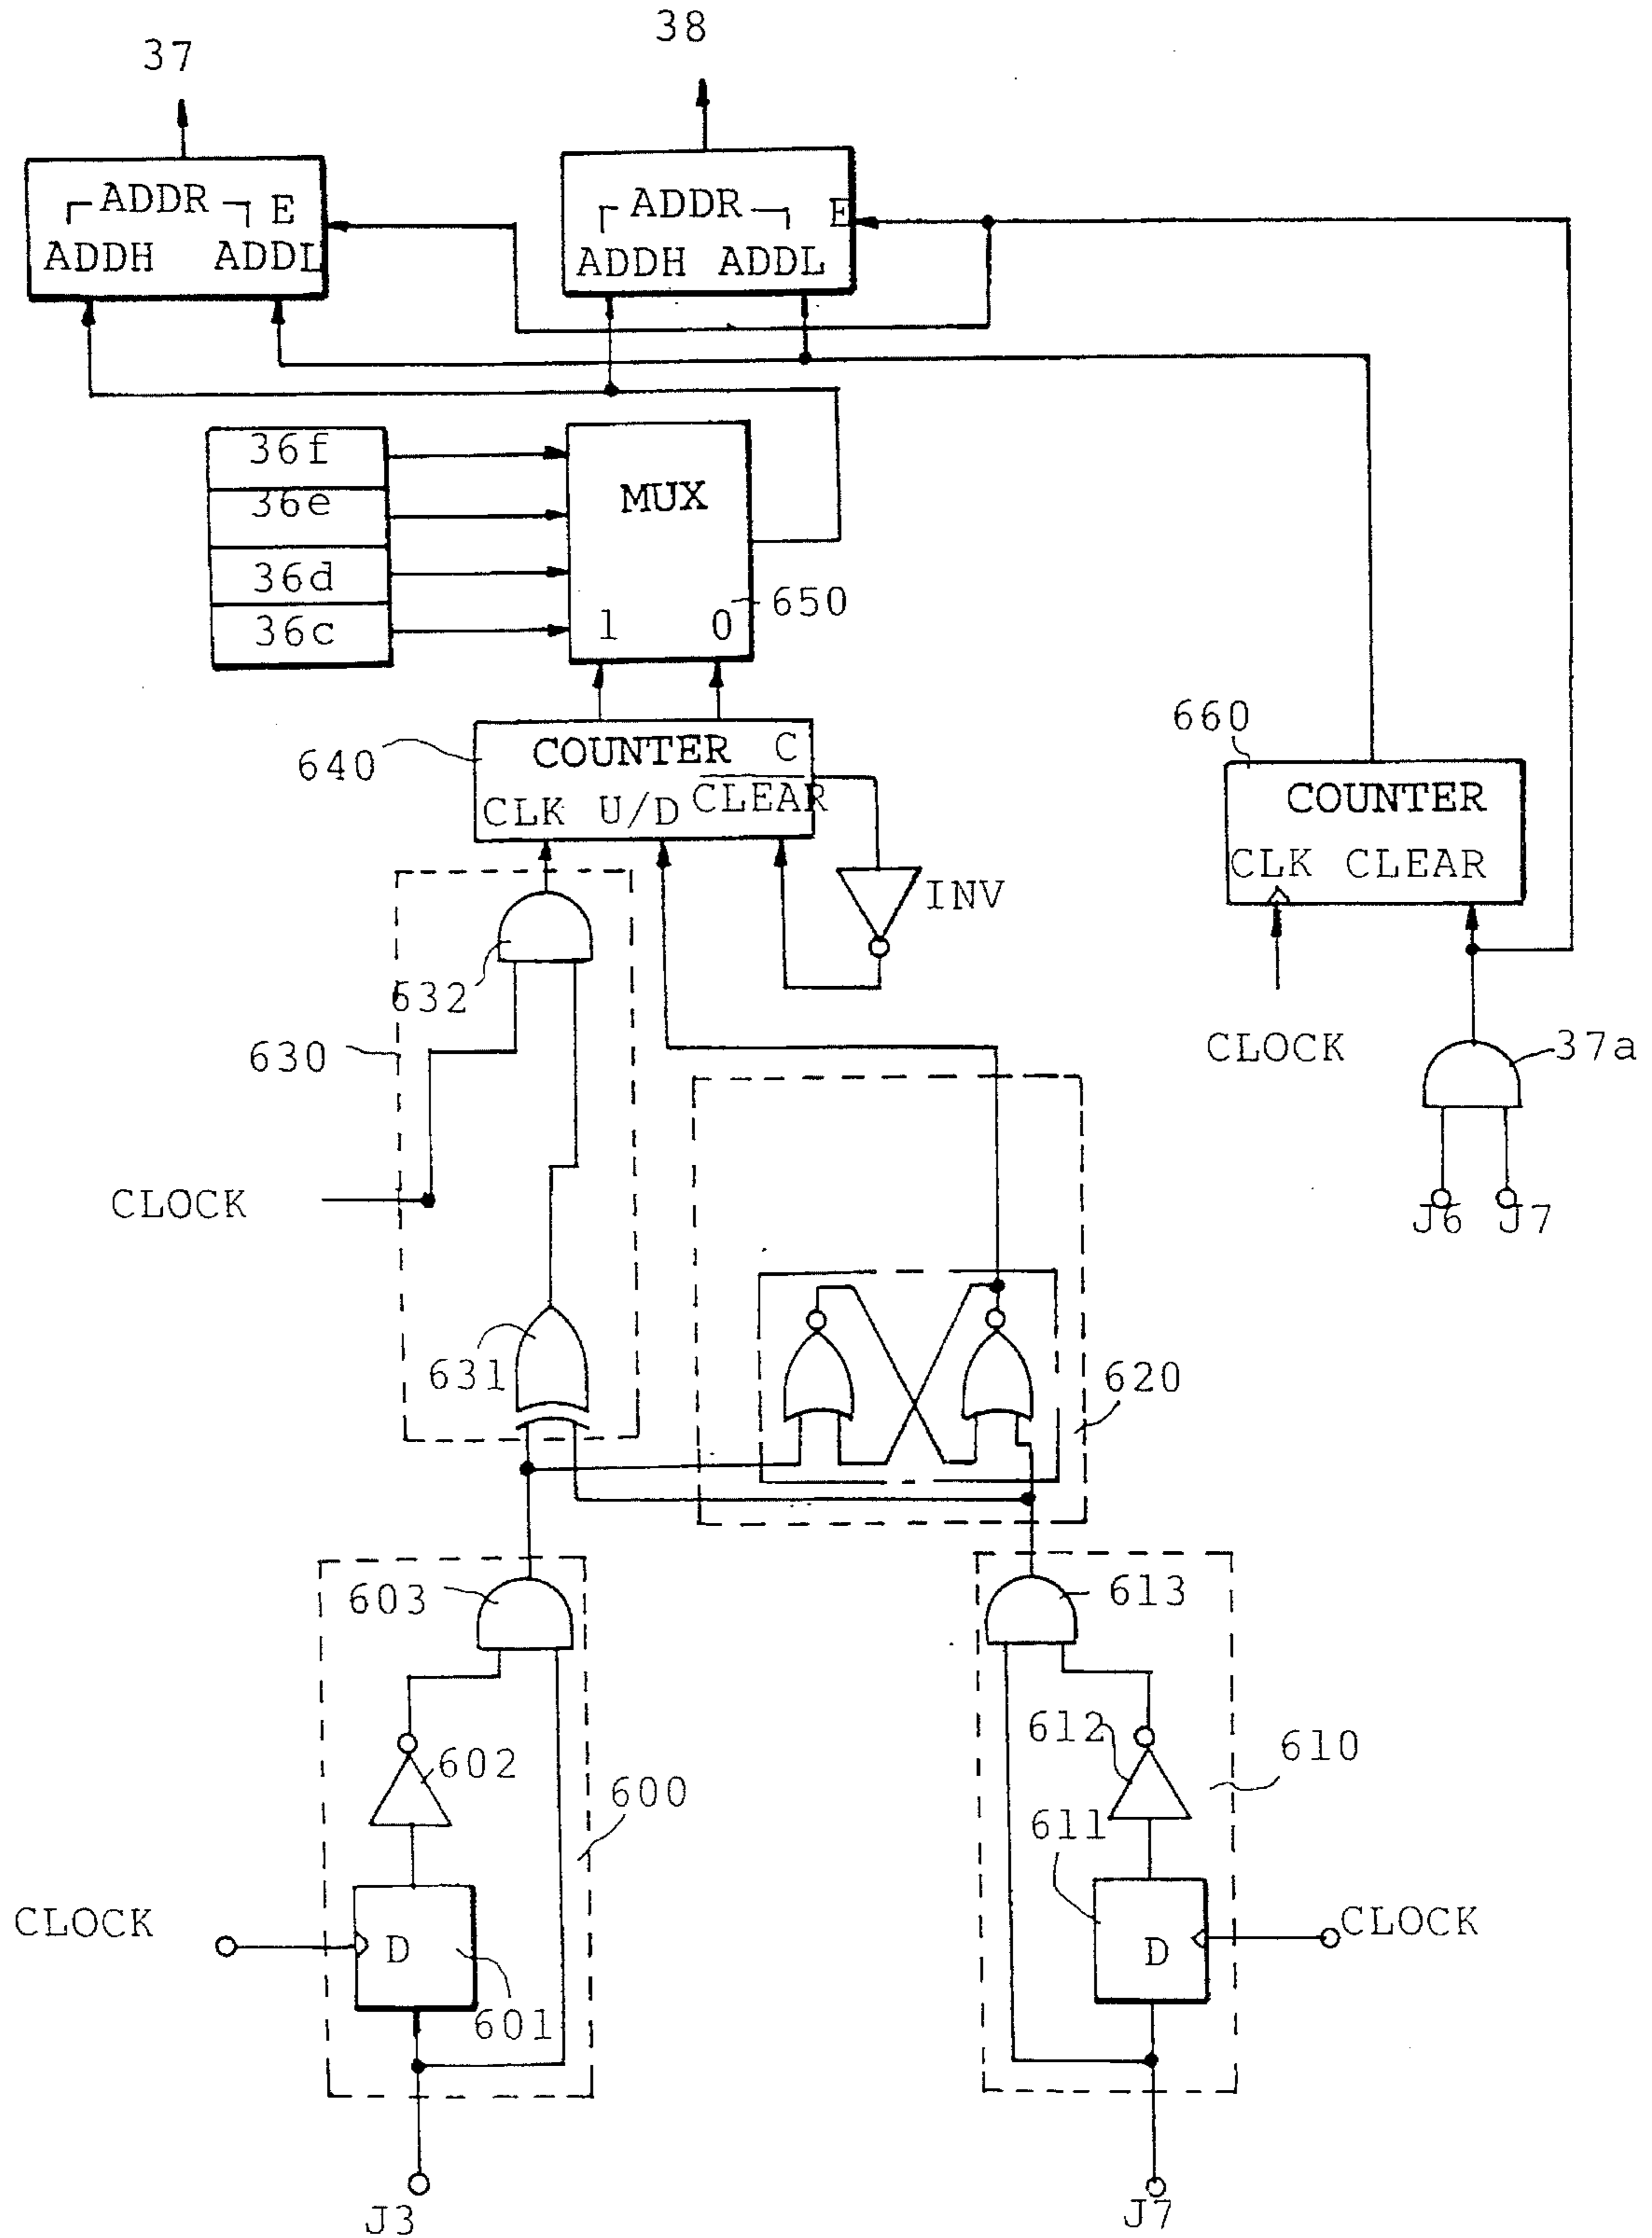 37
38
ADDR E
ADDH ADDL
ADDR E
ADDH ADDL
36f
36e
36d
36c
MUX
1 0
650
640
COUNTER C
CLK U/D CLEAR
INV
660
COUNTER
CLK CLEAR
CLOCK
37a
J6 J7
632
630
CLOCK
631
620
603
602
600
CLOCK
D
601
J3
613
612
610
611
D
CLOCK
J7